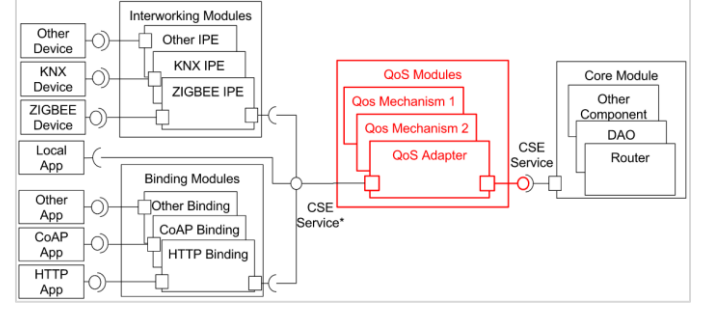 Interworking Modules
Other
Device
Other IPE
KNX
Device
KNX IPE
ZIGBEE
Device
ZIGBEE IPE
Local
App
Binding Modules
Other
App
Other Binding
CoAP
App
CoAP Binding
HTTP
App
HTTP Binding
CSE
Service*
QoS Modules
Qos Mechanism 1
Qos Mechanism 2
QoS Adapter
CSE
Service
Core Module
Other
Component
DAO
Router